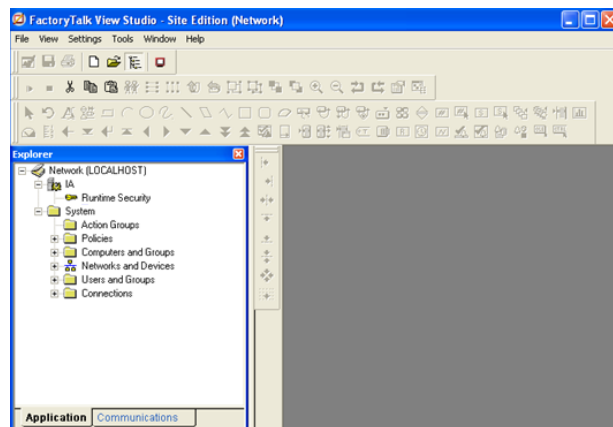 FactoryTalk View Studio - Site Edition (Network)
File View Settings Tools Window Help
Explorer
Network (LOCALHOST)
IA
Runtime Security
System
Action Groups
Policies
Computers and Groups
Networks and Devices
Users and Groups
Connections
Application Communications